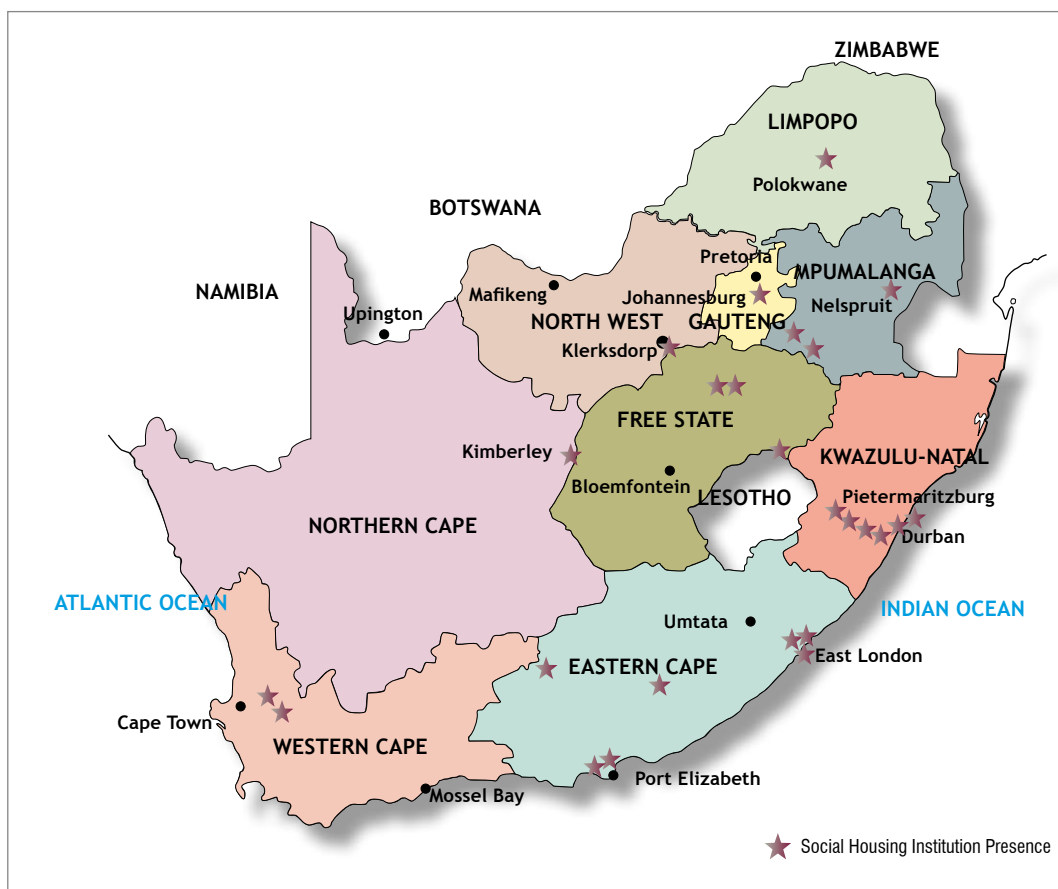 ZIMBABWE
LIMPOPO
Polokwane
BOTSWANA
Pretoria
MPUMALANGA
NAMIBIA
Mafikeng
Johannesburg
Nelspruit
Upington
NORTH WEST
GAUTENG
Klerksdorp
FREE STATE
Kimberley
KWAZULU-NATAL
Bloemfontein
LESOTHO
Pietermaritzburg
NORTHERN CAPE
Durban
ATLANTIC OCEAN
INDIAN OCEAN
Umtata
EASTERN CAPE
East London
Cape Town
WESTERN CAPE
Port Elizabeth
Mossel Bay
Social Housing Institution Presence